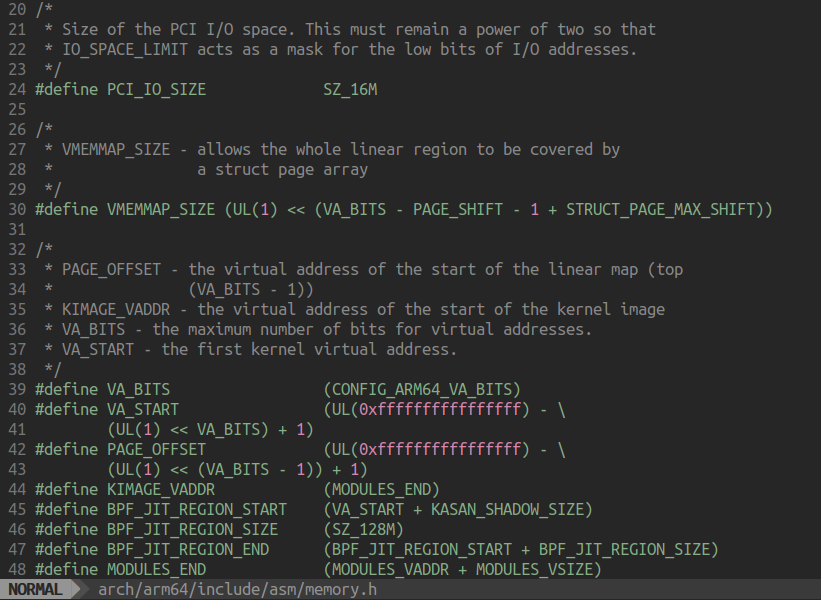 20 /*
21  * Size of the PCI I/O space. This must remain a power of two so that
22  * IO_SPACE_LIMIT acts as a mask for the low bits of I/O addresses.
23  */
24 #define PCI_IO_SIZE             SZ_16M
25
26 /*
27  * VMEMMAP_SIZE - allows the whole linear region to be covered by
28  *                a struct page array
29  */
30 #define VMEMMAP_SIZE (UL(1) << (VA_BITS - PAGE_SHIFT - 1 + STRUCT_PAGE_MAX_SHIFT))
31
32 /*
33  * PAGE_OFFSET - the virtual address of the start of the linear map (top
34  *               (VA_BITS - 1))
35  * KIMAGE_VADDR - the virtual address of the start of the kernel image
36  * VA_BITS - the maximum number of bits for virtual addresses.
37  * VA_START - the first kernel virtual address.
38  */
39 #define VA_BITS                 (CONFIG_ARM64_VA_BITS)
40 #define VA_START                (UL(0xffffffffffffffff) - \
41         (UL(1) << VA_BITS) + 1)
42 #define PAGE_OFFSET             (UL(0xffffffffffffffff) - \
43         (UL(1) << (VA_BITS - 1)) + 1)
44 #define KIMAGE_VADDR            (MODULES_END)
45 #define BPF_JIT_REGION_START    (VA_START + KASAN_SHADOW_SIZE)
46 #define BPF_JIT_REGION_SIZE     (SZ_128M)
47 #define BPF_JIT_REGION_END      (BPF_JIT_REGION_START + BPF_JIT_REGION_SIZE)
48 #define MODULES_END             (MODULES_VADDR + MODULES_VSIZE)
NORMAL arch/arm64/include/asm/memory.h